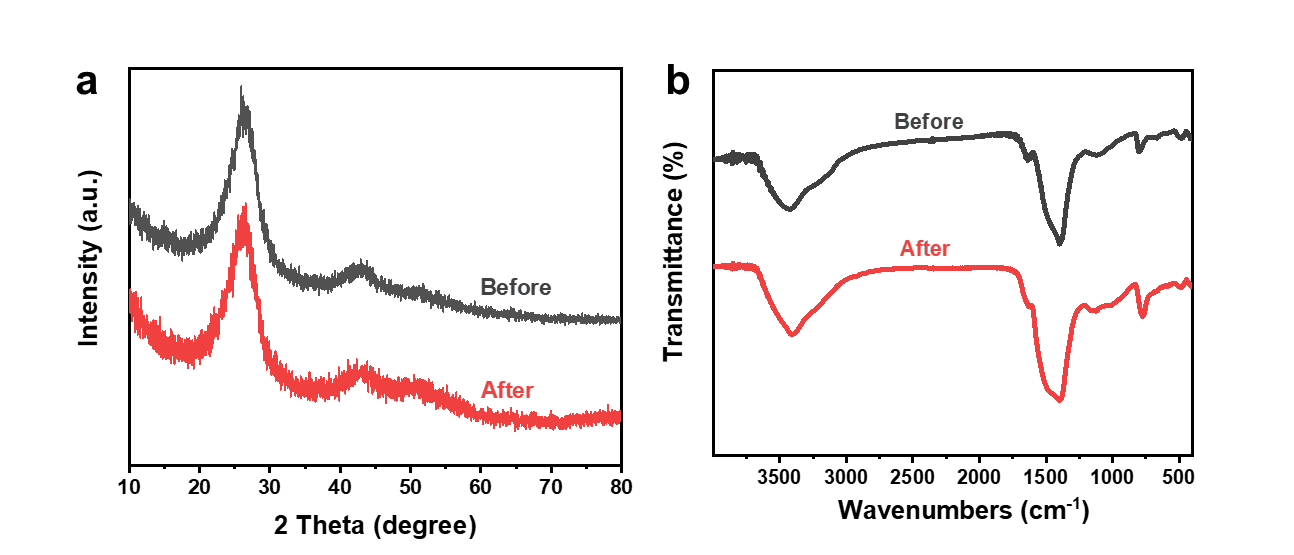 a
Intensity (a.u.)
Before
After
10 20 30 40 50 60 70 80
2 Theta (degree)
b
Transmittance (%)
Before
After
3500 3000 2500 2000 1500 1000 500
Wavenumbers (cm⁻¹)